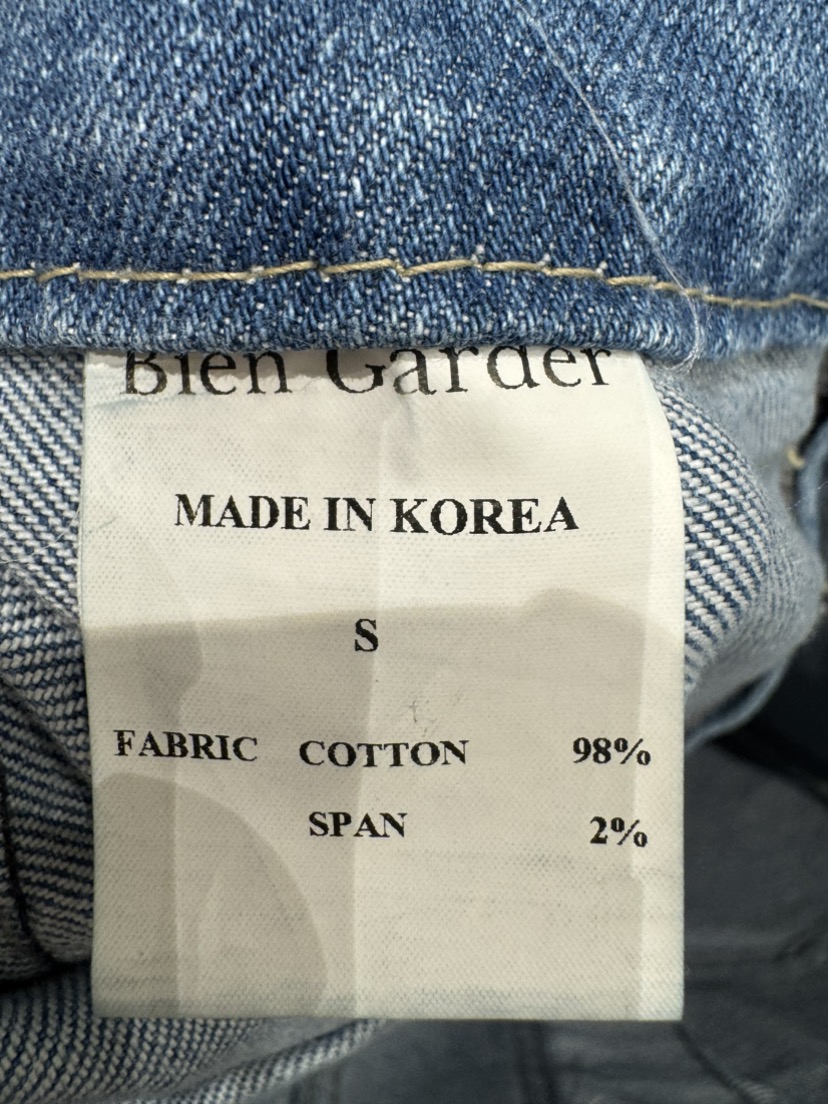 Bien Garder
MADE IN KOREA
S
FABRIC COTTON 98%
SPAN 2%